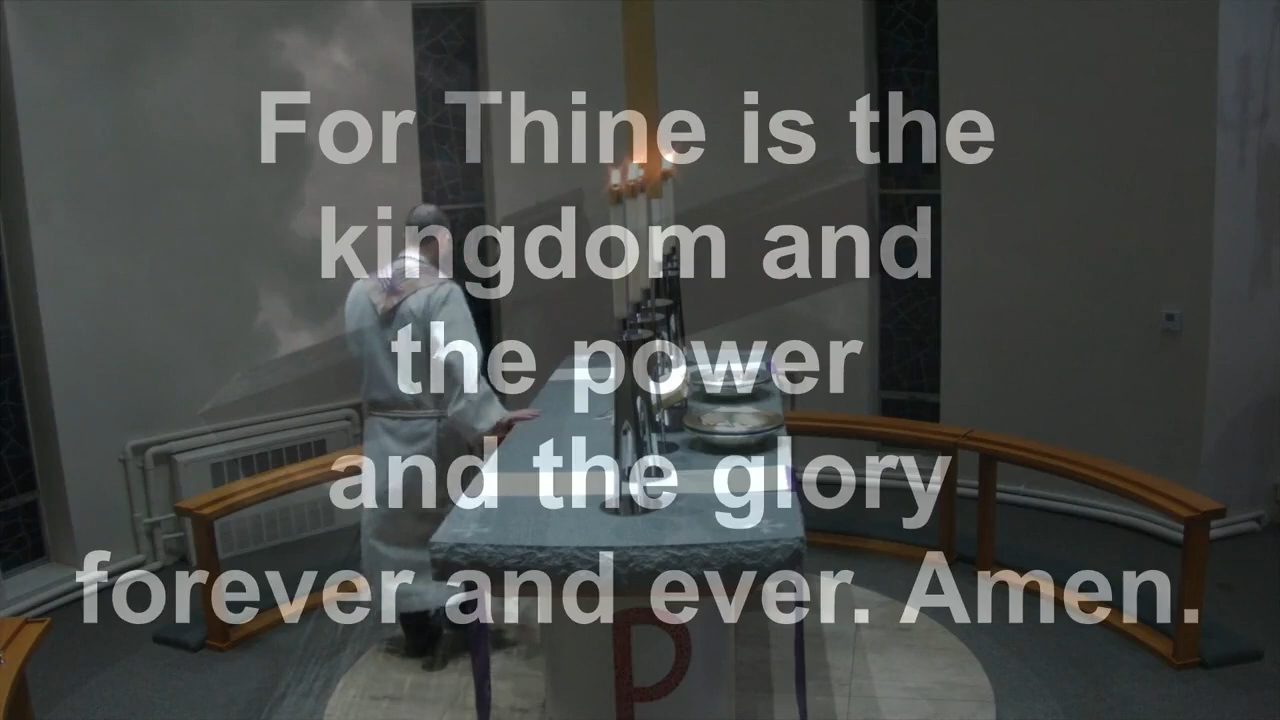 For Thine is the
kingdom and
the power
and the glory
forever and ever. Amen.
P